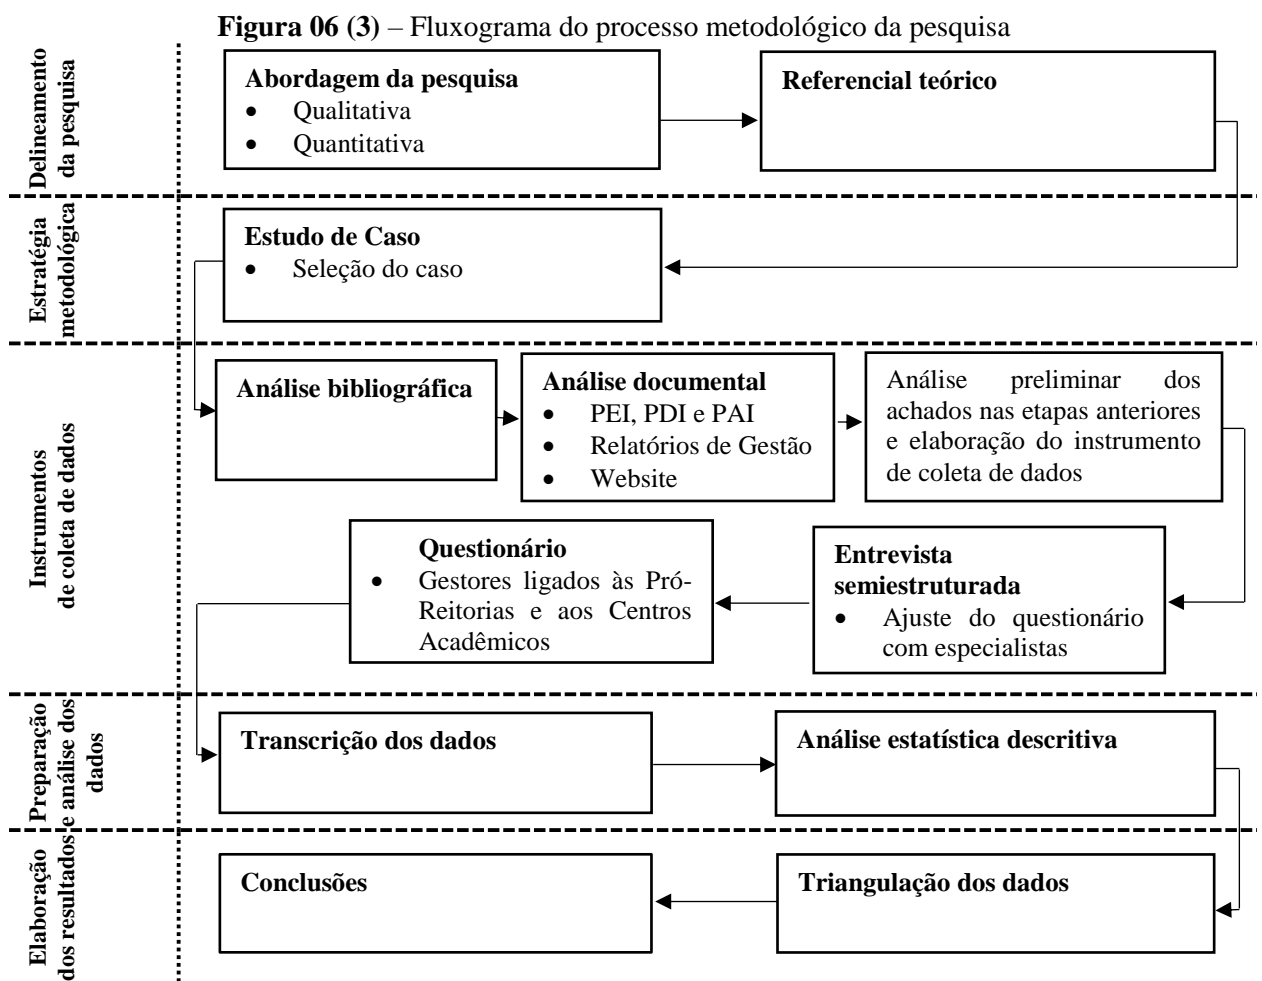 Figura 06 (3) – Fluxograma do processo metodológico da pesquisa
Delineamento
da pesquisa
Abordagem da pesquisa
• Qualitativa
• Quantitativa
Referencial teórico
Estratégia
metodológica
Estudo de Caso
• Seleção do caso
Instrumentos
de coleta de dados
Análise bibliográfica
Análise documental
• PEI, PDI e PAI
• Relatórios de Gestão
• Website
Análise preliminar dos
achados nas etapas anteriores
e elaboração do instrumento
de coleta de dados
Entrevista
semiestruturada
• Ajuste do questionário
com especialistas
Questionário
• Gestores ligados às Pró-
Reitorias e aos Centros
Acadêmicos
Preparação
e análise dos
dados
Transcrição dos dados
Análise estatística descritiva
Elaboração
dos resultados
Triangulação dos dados
Conclusões